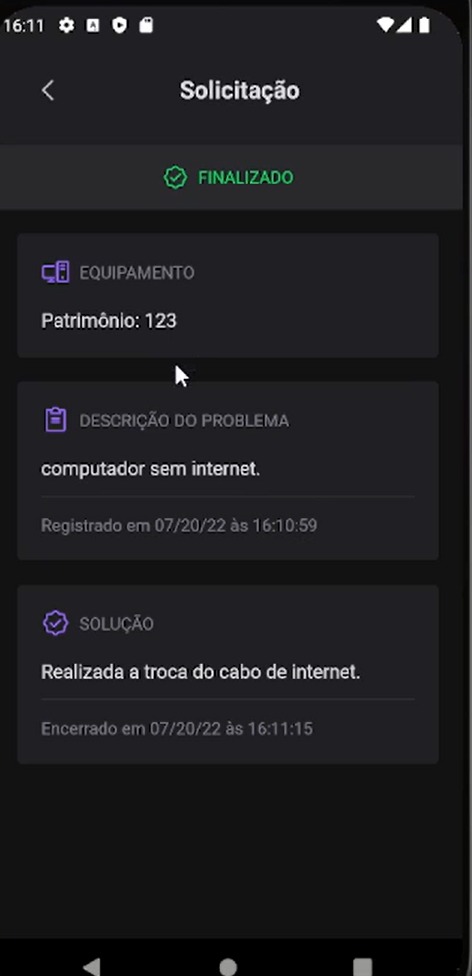 16:11
Solicitação
FINALIZADO
EQUIPAMENTO
Patrimônio: 123
DESCRIÇÃO DO PROBLEMA
computador sem internet.
Registrado em 07/20/22 às 16:10:59
SOLUÇÃO
Realizada a troca do cabo de internet.
Encerrado em 07/20/22 às 16:11:15